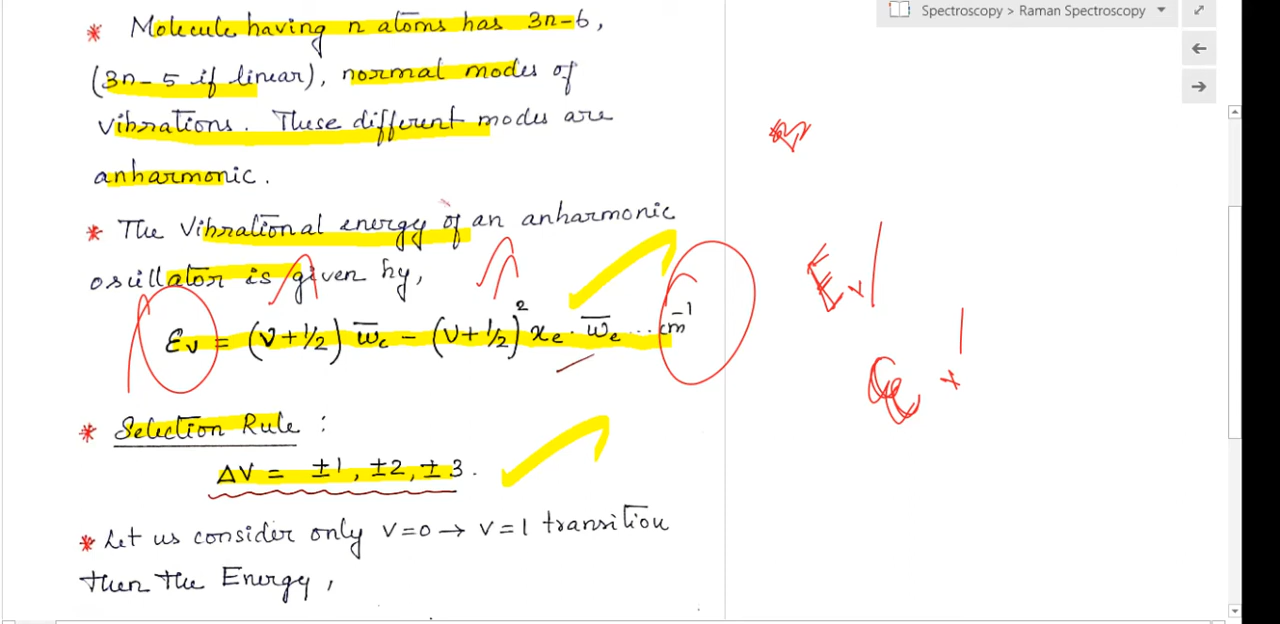 Spectroscopy > Raman Spectroscopy
* Molecule having n atoms has 3n-6,
(3n-5 if linear), normal modes of
vibrations. These different modes are
anharmonic.
* The Vibrational energy of an anharmonic
oscillator is given by,
εv = (v+1/2) ω̅e - (v+1/2)² xe . ω̅e ... cm⁻¹
Ev
* Selection Rule :
ΔV = ±1, ±2, ±3.
* Let us consider only v=0 → v=1 transition
then the Energy,